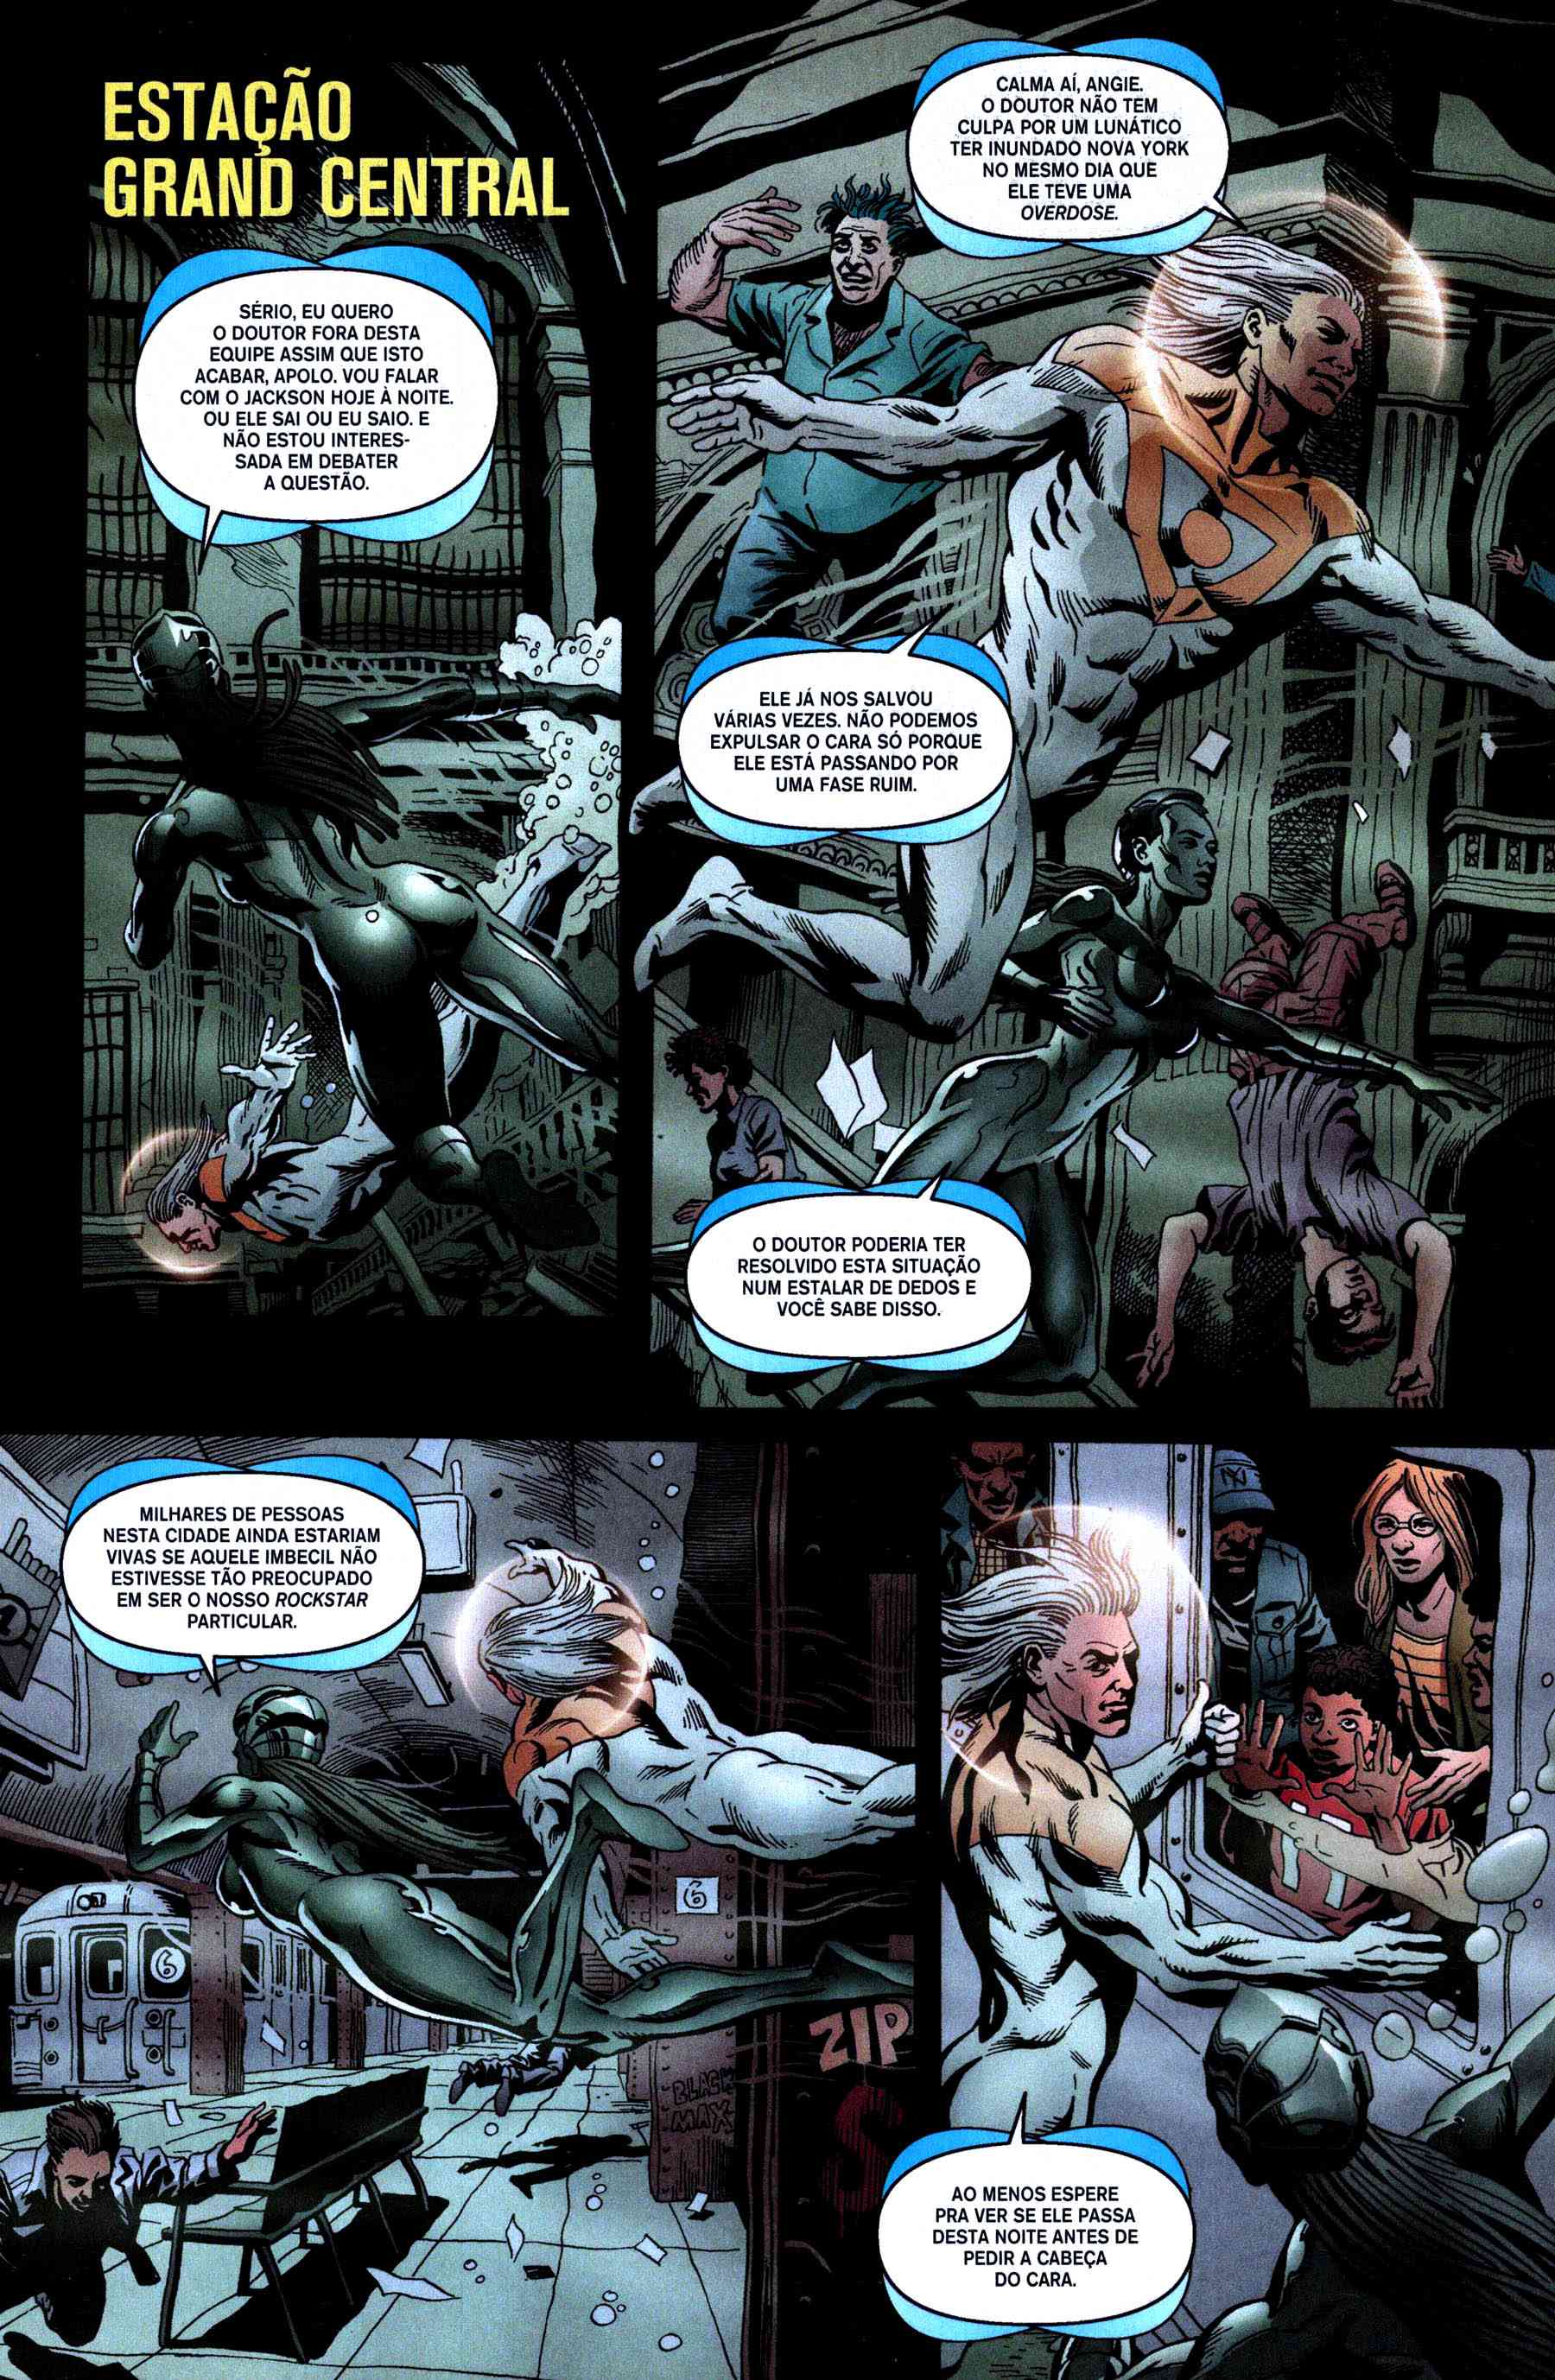 ESTAÇÃO
GRAND CENTRAL
SÉRIO, EU QUERO
O DOUTOR FORA DESTA
EQUIPE ASSIM QUE ISTO
ACABAR, APOLO. VOU FALAR
COM O JACKSON HOJE À NOITE.
OU ELE SAI OU EU SAIO. E
NÃO ESTOU INTERES-
SADA EM DEBATER
A QUESTÃO.
CALMA AÍ, ANGIE.
O DOUTOR NÃO TEM
CULPA POR UM LUNÁTICO
TER INUNDADO NOVA YORK
NO MESMO DIA QUE
ELE TEVE UMA
OVERDOSE.
ELE JÁ NOS SALVOU
VÁRIAS VEZES. NÃO PODEMOS
EXPULSAR O CARA SÓ PORQUE
ELE ESTÁ PASSANDO POR
UMA FASE RUIM.
O DOUTOR PODERIA TER
RESOLVIDO ESTA SITUAÇÃO
NUM ESTALAR DE DEDOS E
VOCÊ SABE DISSO.
MILHARES DE PESSOAS
NESTA CIDADE AINDA ESTARIAM
VIVAS SE AQUELE IMBECIL NÃO
ESTIVESSE TÃO PREOCUPADO
EM SER O NOSSO ROCKSTAR
PARTICULAR.
6
6
ZIP
BLACK
MAX
S
NY
17
AO MENOS ESPERE
PRA VER SE ELE PASSA
DESTA NOITE ANTES DE
PEDIR A CABEÇA
DO CARA.